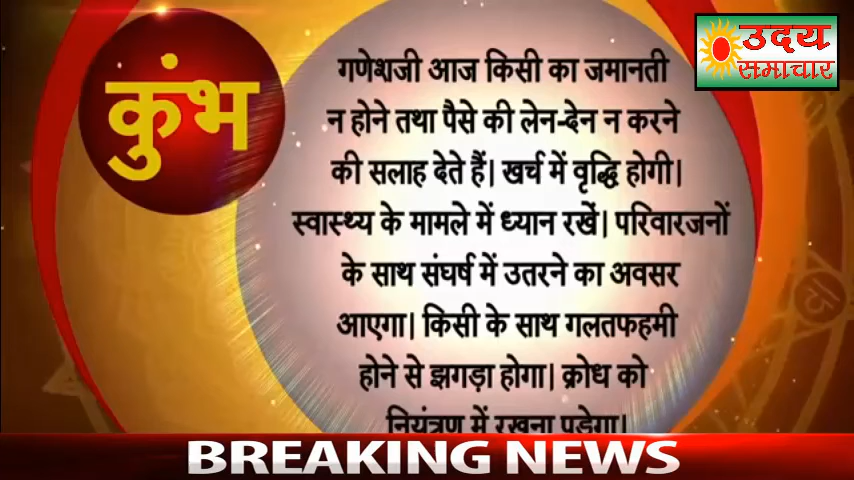 उदय
समाचार
कुंभ
गणेशजी आज किसी का जमानती
न होने तथा पैसे की लेन-देन न करने
की सलाह देते हैं। खर्च में वृद्धि होगी।
स्वास्थ्य के मामले में ध्यान रखें। परिवारजनों
के साथ संघर्ष में उतरने का अवसर
आएगा। किसी के साथ गलतफहमी
होने से झगड़ा होगा। क्रोध को
नियंत्रण में रखना पड़ेगा।
BREAKING NEWS